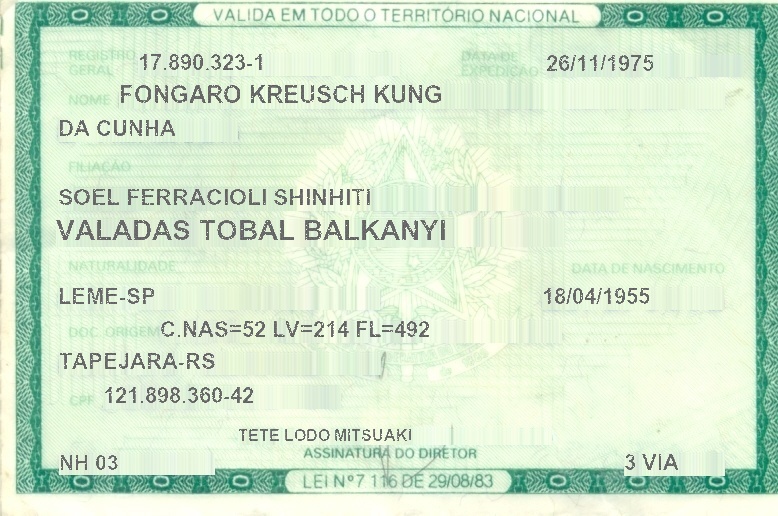 VALIDA EM TODO O TERRITÓRIO NACIONAL
REGISTRO GERAL 17.890.323-1 DATA DE EXPEDIÇÃO 26/11/1975
NOME FONGARO KREUSCH KUNG
DA CUNHA
FILIAÇÃO
SOEL FERRACIOLI SHINHITI
VALADAS TOBAL BALKANYI
NATURALIDADE DATA DE NASCIMENTO
LEME-SP 18/04/1955
DOC. ORIGEM C.NAS=52 LV=214 FL=492
TAPEJARA-RS
CPF 121.898.360-42
TETE LODO MITSUAKI
ASSINATURA DO DIRETOR
NH 03 3 VIA
LEI Nº 7 116 DE 29/08/83